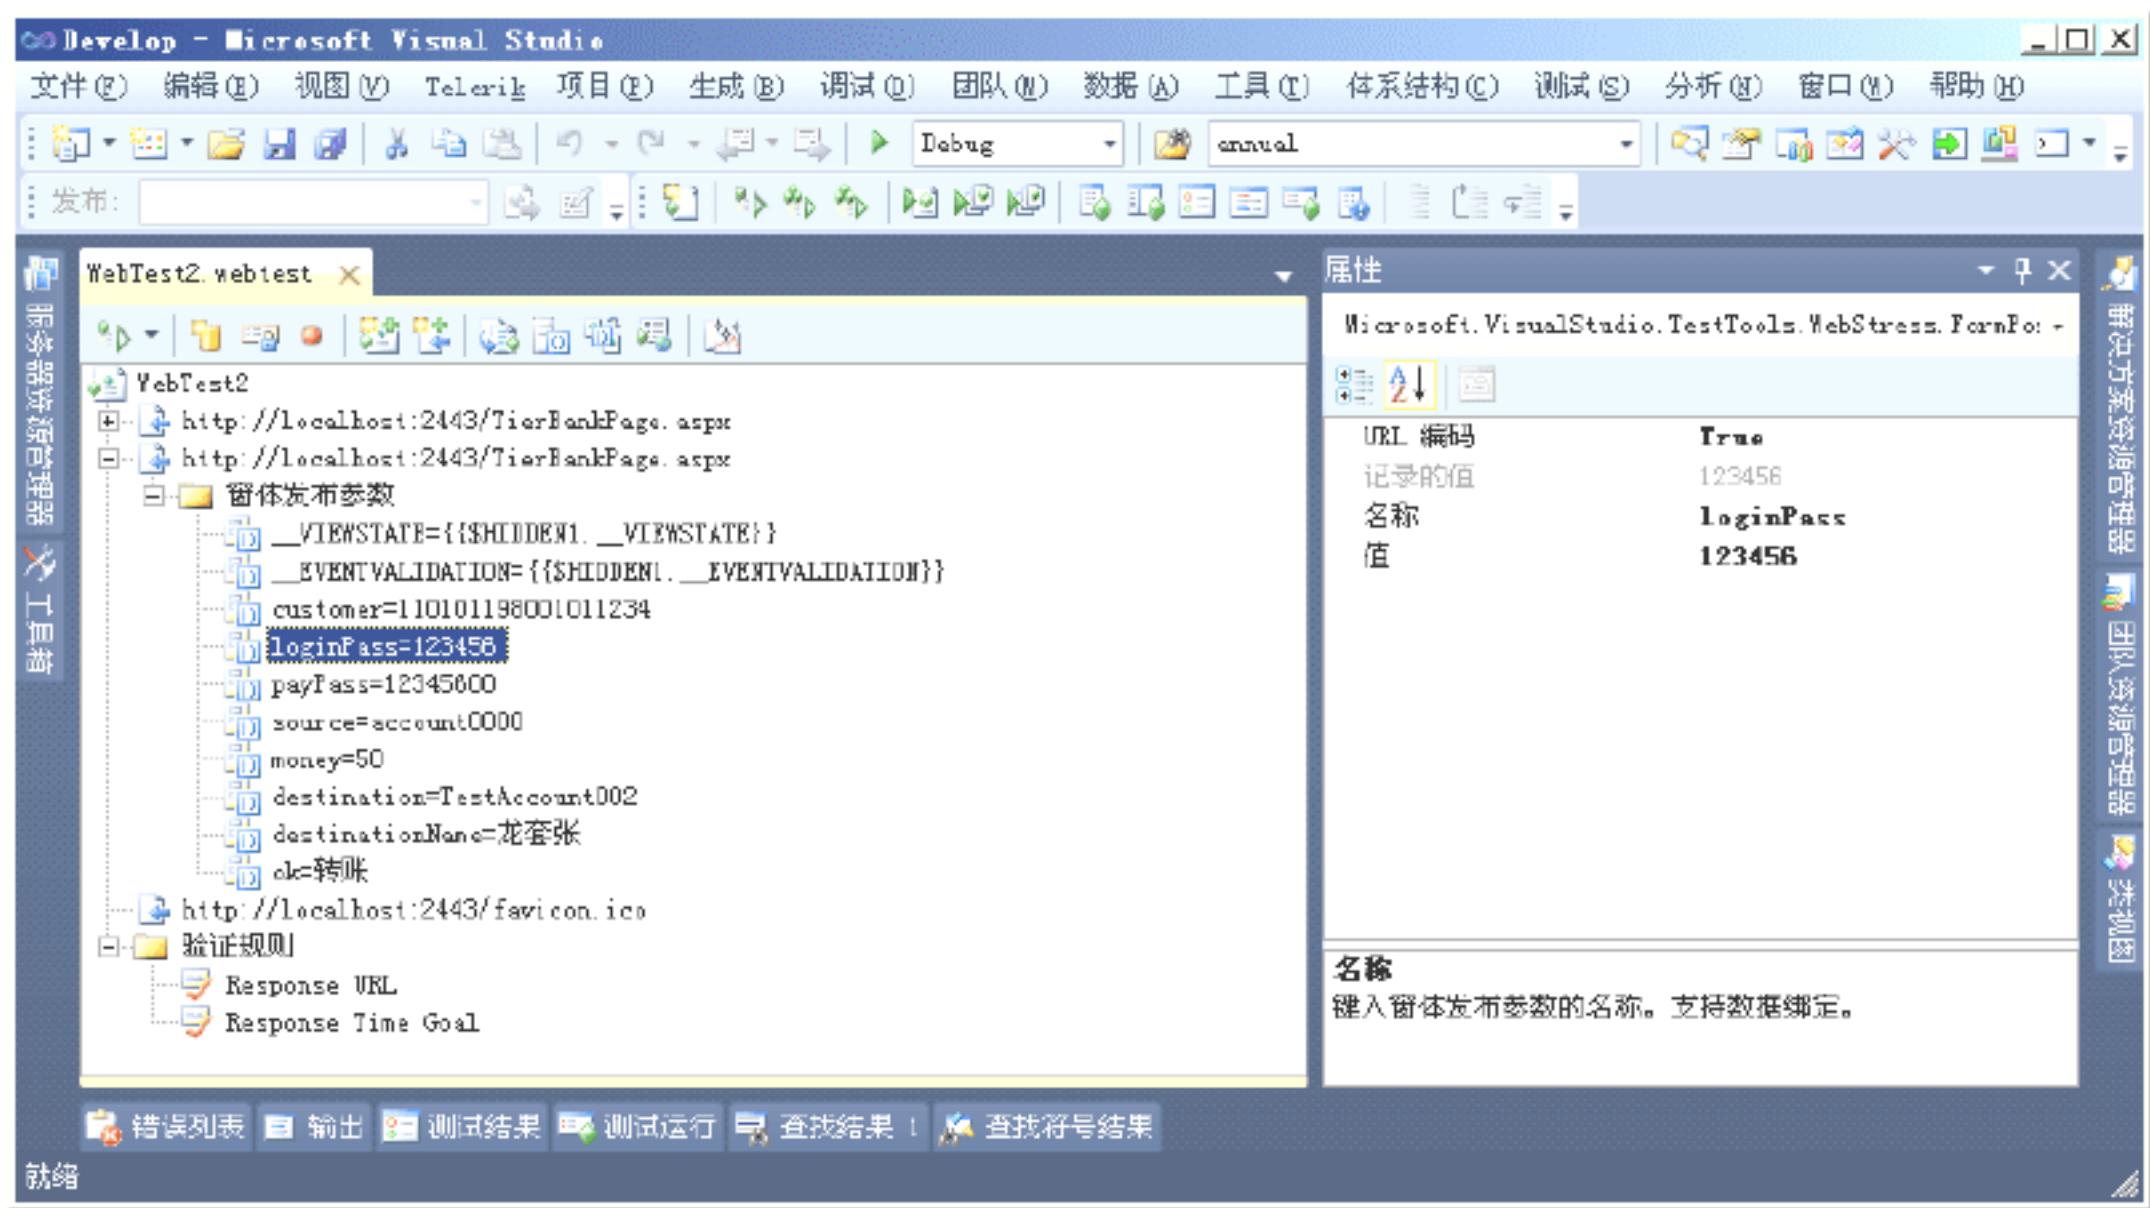 Develop - Microsoft Visual Studio
文件(F) 编辑(E) 视图(V) Telerik 项目(P) 生成(B) 调试(D) 团队(M) 数据(A) 工具(T) 体系结构(C) 测试(S) 分析(N) 窗口(W) 帮助(H)
Debug annual
发布:
WebTest2.webtest
WebTest2
http://localhost:2443/TierBankPage.aspx
http://localhost:2443/TierBankPage.aspx
窗体发布参数
__VIEWSTATE={{$HIDDEN1.__VIEWSTATE}}
__EVENTVALIDATION={{$HIDDEN1.__EVENTVALIDATION}}
customer=110101198001011234
loginPass=123456
payPass=12345600
source=account0000
money=50
destination=TestAccount002
destinationName=龙套张
ok=转账
http://localhost:2443/favicon.ico
验证规则
Response URL
Response Time Goal
属性
Microsoft.VisualStudio.TestTools.WebStress.FormPo:
URL 编码 True
记录的值 123456
名称 loginPass
值 123456
名称
键入窗体发布参数的名称。支持数据绑定。
服务器资源管理器
工具箱
解决方案资源管理器
团队资源管理器
类视图
错误列表 输出 测试结果 测试运行 查找结果 1 查找符号结果
就绪